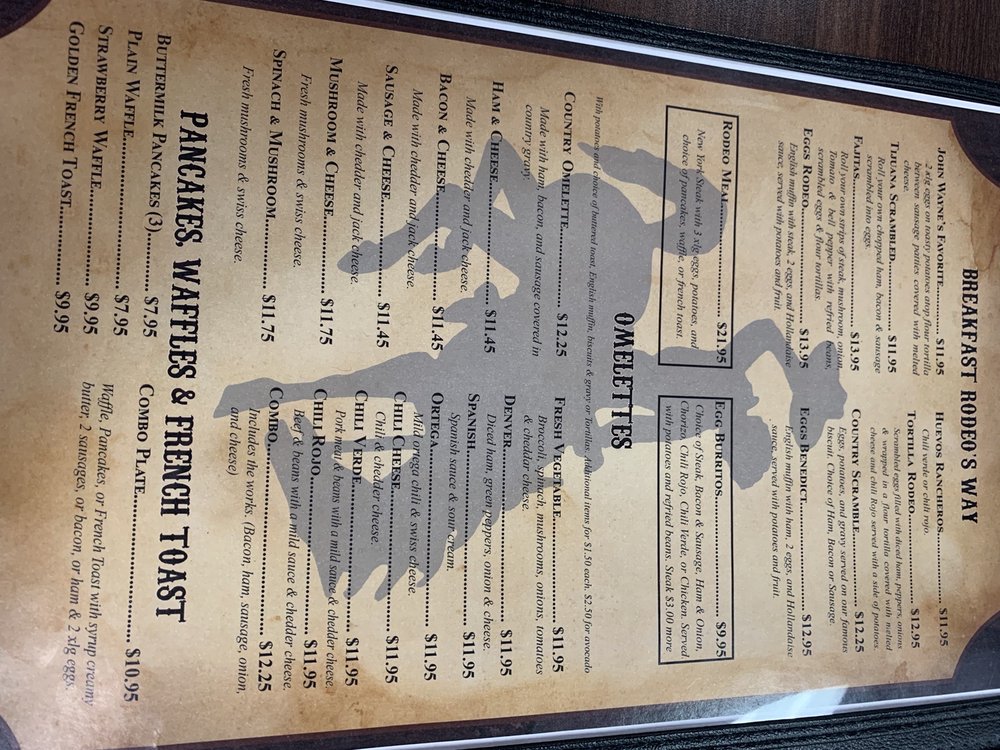 BREAKFAST RODEO'S WAY
JOHN WAYNE'S FAVORITE........ $11.95
2 xlg eggs on toasty potatoes atop flour tortilla
between sausage patties covered with melted
cheese.
TIJUANA SCRAMBLED................. $11.95
Roll your own chopped ham, bacon & sausage
scrambled into eggs.
FAJITAS........................................ $13.95
Roll your own strips of steak, mushroom, onion,
Tomato & bell pepper with refried beans,
scrambled eggs & flour tortillas.
EGGS RODEO................................ $13.95
English muffin with steak, 2 eggs, and Hollandaise
sauce, served with potatoes and fruit.
RODEO MEAL............................. $21.95
New York Steak with 3 xlg eggs, potatoes, and
choice of pancakes, waffle, or french toast.
HUEVOS RANCHEROS................ $11.95
Chili verde or chili rojo.
TORTILLA RODEO..................... $12.95
Scrambled eggs filled with diced ham, peppers, onions
& wrapped in a flour tortilla covered with melted
cheese and chili Rojo served with a side of potatoes.
COUNTRY SCRAMBLE................ $12.25
Eggs, potatoes, and gravy served on our famous
biscuit. Choice of Ham, Bacon or Sausage.
EGGS BENEDICT......................... $12.95
English muffin with ham, 2 eggs, and Hollandaise
sauce, served with potatoes and fruit.
EGG BURRITOS............................ $9.95
Choice of Steak, Bacon & Sausage, Ham & Onion,
Chorizo, Chili Rojo, Chili Verde, or Chicken. Served
with potatoes and refried beans. Steak $3.00 more
OMELETTES
With potatoes and choice of buttered toast, English muffin, biscuits & gravy or Tortillas. Additional items for $1.50 each. $2.50 for avocado
COUNTRY OMELETTE................. $12.25
Made with ham, bacon, and sausage covered in
country gravy.
HAM & CHEESE........................... $11.45
Made with chedder and jack cheese.
BACON & CHEESE........................ $11.45
Made with chedder and jack cheese.
SAUSAGE & CHEESE.................... $11.45
Made with chedder and jack cheese.
MUSHROOM & CHEESE................ $11.75
Fresh mushrooms & swiss cheese.
SPINACH & MUSHROOM............... $11.75
Fresh mushrooms & swiss cheese.
FRESH VEGETABLE..................... $11.95
Broccoli, spinach, mushrooms, onions, tomatoes
& cheddar cheese.
DENVER........................................ $11.95
Diced ham, green peppers, onion & cheese.
SPANISH....................................... $11.95
Spanish sauce & sour cream.
ORTEGA....................................... $11.95
Mild ortega chili & swiss cheese.
CHILI CHEESE............................. $11.95
Chili & chedder cheese.
CHILI VERDE.............................. $11.95
Pork meat & beans with a mild sauce & chedder cheese.
CHILI ROJO................................. $11.95
Beef & beans with a mild sauce & chedder cheese.
COMBO......................................... $12.25
Includes the works. (Bacon, ham, sausage, onion,
and cheese)
PANCAKES, WAFFLES & FRENCH TOAST
BUTTERMILK PANCAKES (3)........ $7.95
PLAIN WAFFLE.............................. $7.95
STRAWBERRY WAFFLE.................. $9.95
GOLDEN FRENCH TOAST.............. $9.95
COMBO PLATE............................. $10.95
Waffle, Pancakes, or French Toast with syrup creamy
butter, 2 sausages, or bacon, or ham & 2 xlg eggs.